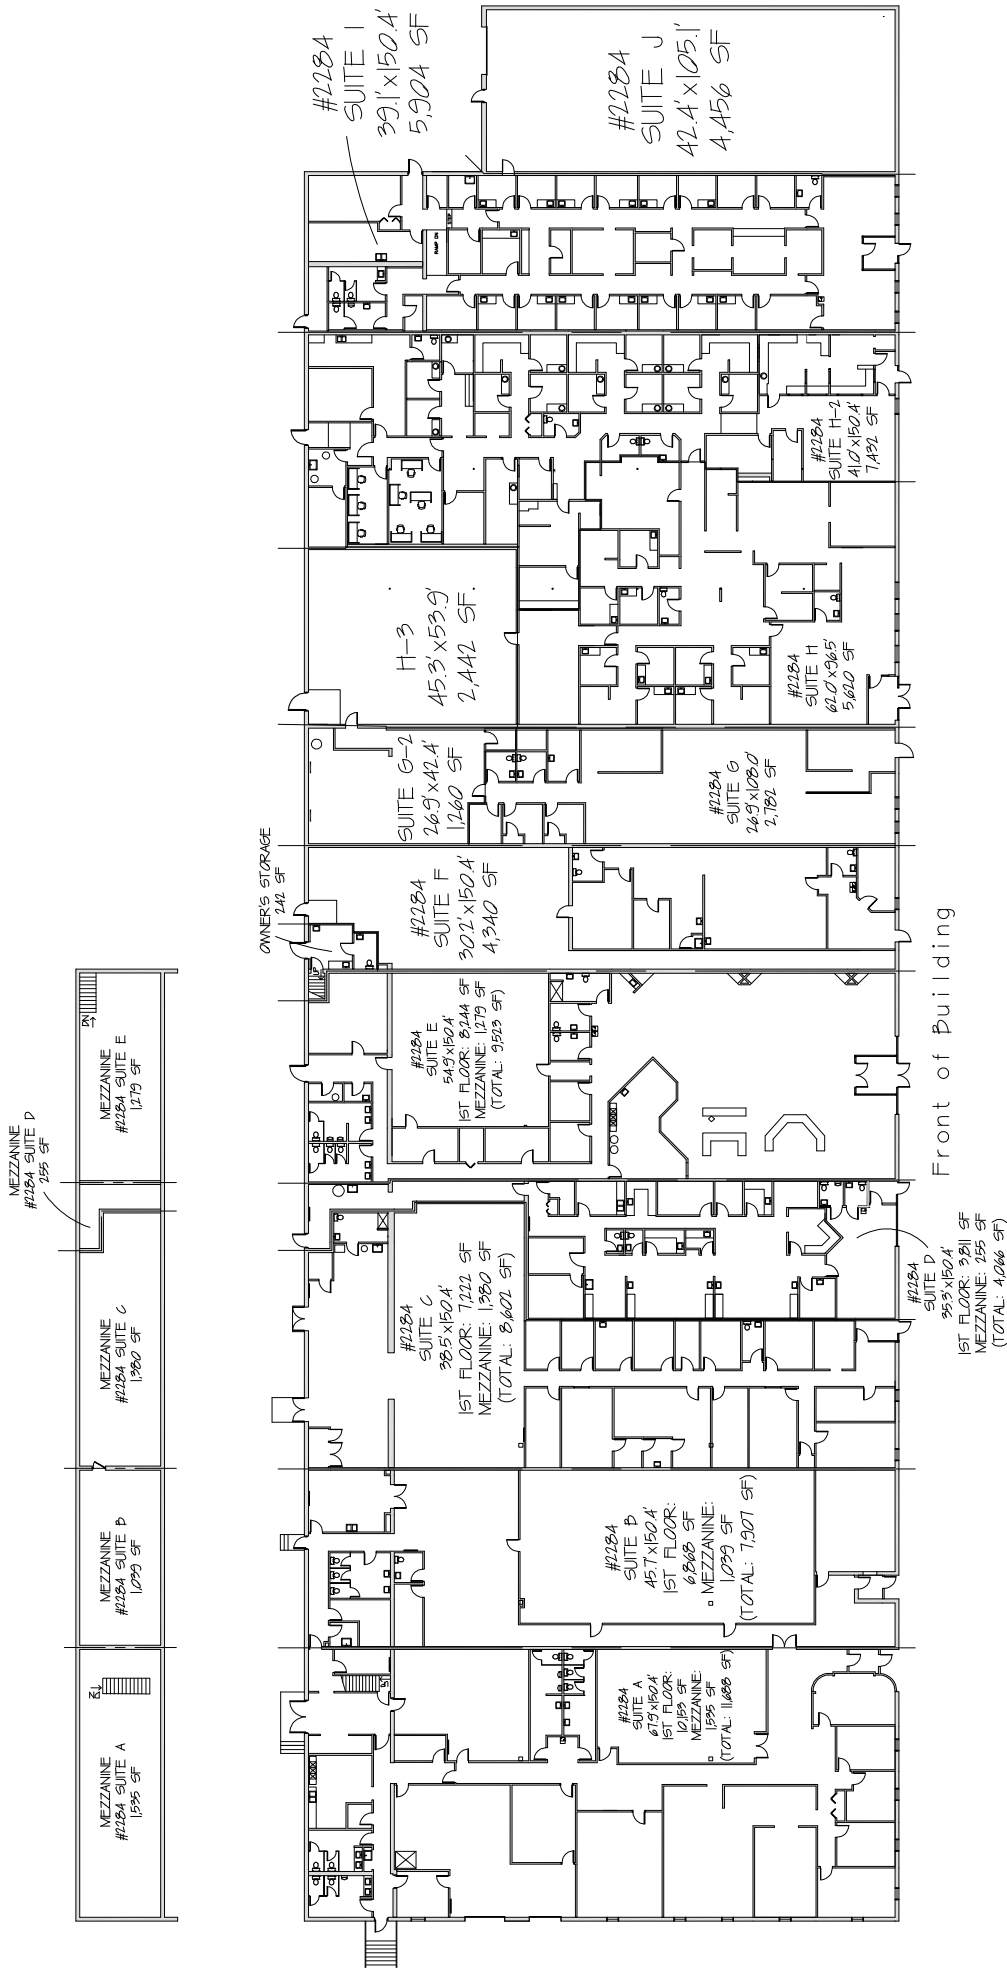 #2284
SUITE I
39.1'x150.4'
5,904 SF
#2284
SUITE J
42.4'x105.1'
4,456 SF
STEP
RAMP DN
#2284
SUITE H-2
41.0'x150.4'
7,432 SF
H-3
45.3'x53.9'
2,442 SF
#2284
SUITE H
62.0'x96.5'
5,620 SF
SUITE G-2
26.9'x42.4'
1,260 SF
#2284
SUITE G
26.9'x108.0'
2,782 SF
OWNER'S STORAGE
242 SF
#2284
SUITE F
30.2'x150.4'
4,340 SF
UP
#2284
SUITE E
54.9'x150.4'
1ST FLOOR: 8,244 SF
MEZZANINE: 1,279 SF
(TOTAL: 9,523 SF)
DN
MEZZANINE
#2284 SUITE E
1,279 SF
MEZZANINE
#2284 SUITE D
255 SF
Front of Building
#2284
SUITE D
35.3'x150.4'
1ST FLOOR: 3,811 SF
MEZZANINE: 255 SF
(TOTAL: 4,066 SF)
MEZZANINE
#2284 SUITE C
1,380 SF
#2284
SUITE C
38.5'x150.4'
1ST FLOOR: 7,222 SF
MEZZANINE: 1,380 SF
(TOTAL: 8,602 SF)
MEZZANINE
#2284 SUITE B
1,039 SF
#2284
SUITE B
45.7'x150.4'
1ST FLOOR:
6,868 SF
MEZZANINE:
1,039 SF
(TOTAL: 7,907 SF)
MEZZANINE
#2284 SUITE A
1,535 SF
#2284
SUITE A
67.9'x150.4'
1ST FLOOR:
10,153 SF
MEZZANINE:
1,535 SF
(TOTAL: 11,688 SF)